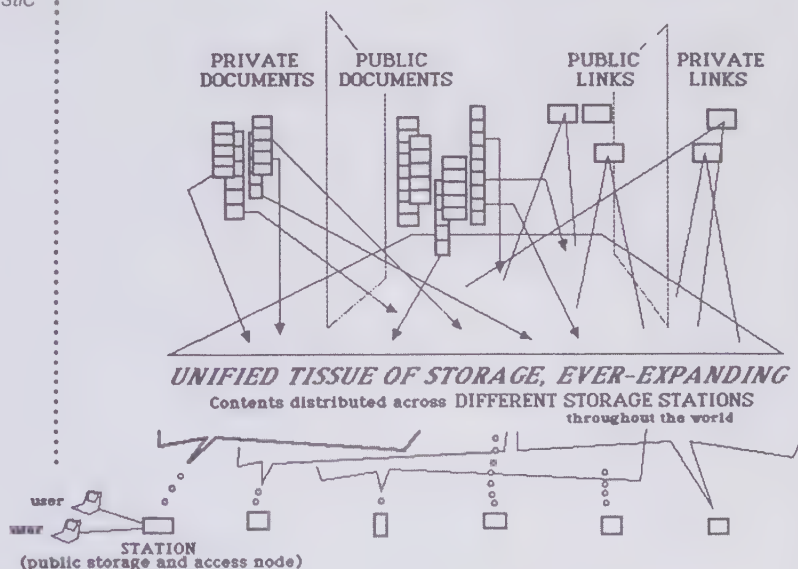 PRIVATE DOCUMENTS
PUBLIC DOCUMENTS
PUBLIC LINKS
PRIVATE LINKS
UNIFIED TISSUE OF STORAGE, EVER-EXPANDING
Contents distributed across DIFFERENT STORAGE STATIONS
throughout the world
user
user
STATION
(public storage and access node)